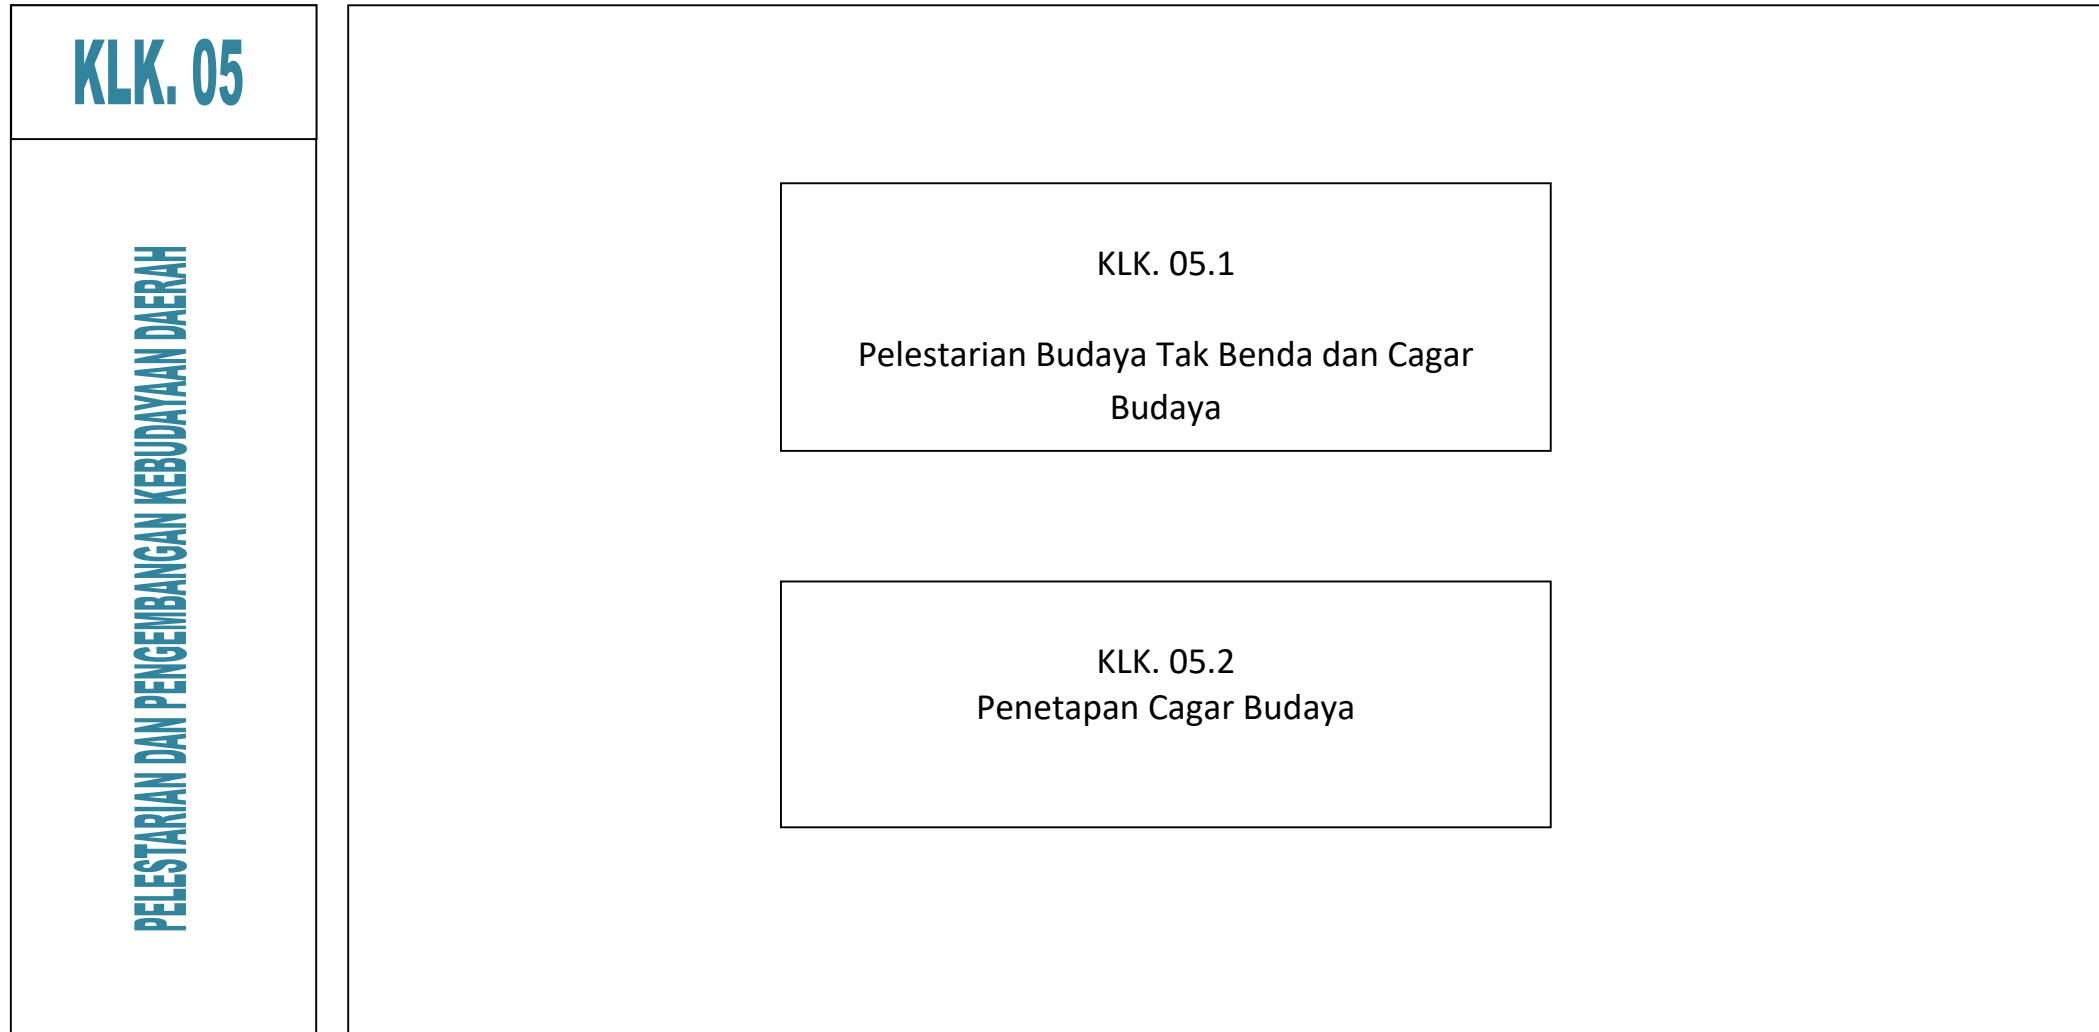 KLK. 05
PELESTARIAN DAN PENGEMBANGAN KEBUDAYAAN DAERAH
KLK. 05.1
Pelestarian Budaya Tak Benda dan Cagar
Budaya
KLK. 05.2
Penetapan Cagar Budaya